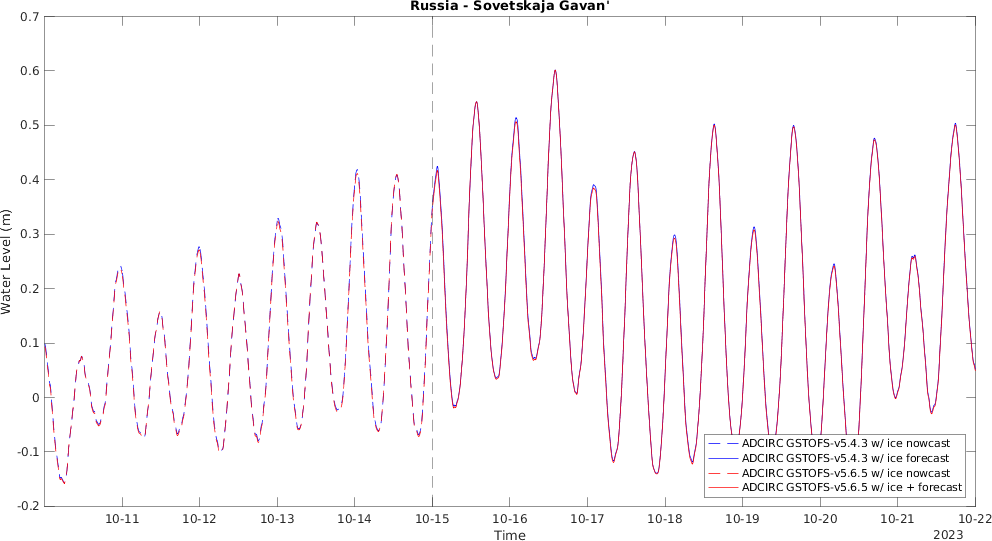 Russia - Sovetskaja Gavan'
0.7
0.6
0.5
0.4
0.3
0.2
0.1
0
-0.1
-0.2
Water Level (m)
ADCIRC GSTOFS-v5.4.3 w/ ice nowcast
ADCIRC GSTOFS-v5.4.3 w/ ice forecast
ADCIRC GSTOFS-v5.6.5 w/ ice nowcast
ADCIRC GSTOFS-v5.6.5 w/ ice + forecast
10-11 10-12 10-13 10-14 10-15 10-16 10-17 10-18 10-19 10-20 10-21 10-22
Time
2023